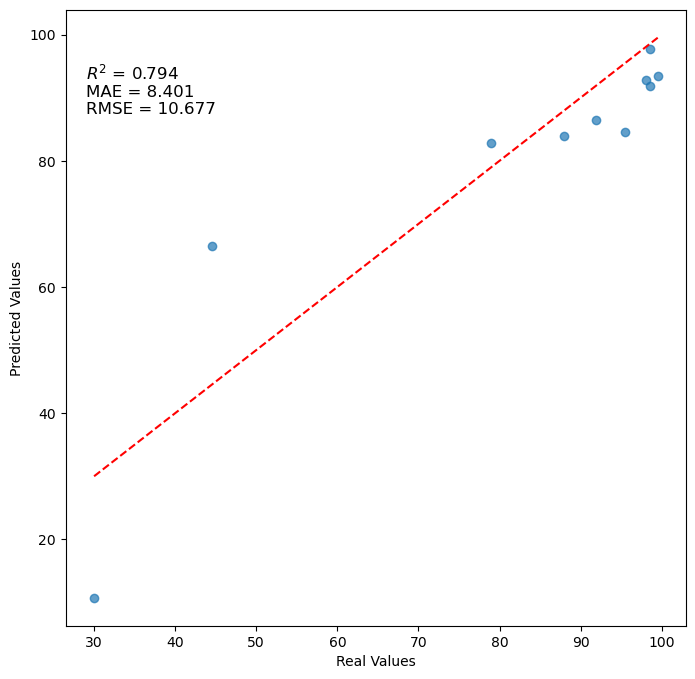 100
80
60
40
20
Predicted Values
R² = 0.794
MAE = 8.401
RMSE = 10.677
30 40 50 60 70 80 90 100
Real Values